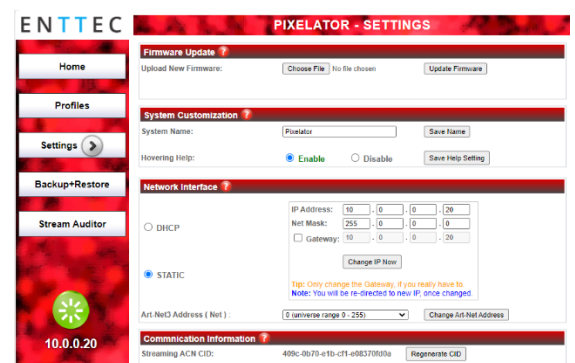 ENTTEC
PIXELATOR - SETTINGS
Home
Profiles
Settings
Backup+Restore
Stream Auditor
10.0.0.20
Firmware Update ?
Upload New Firmware: Choose File No file chosen Update Firmware
System Customization ?
System Name: Pixelator Save Name
Hovering Help: Enable Disable Save Help Setting
Network Interface ?
DHCP
STATIC
IP Address: 10 . 0 . 0 . 20
Net Mask: 255 . 0 . 0 . 0
Gateway: 10 . 0 . 0 . 20
Change IP Now
Tip: Only change the Gateway, if you really have to.
Note: You will be re-directed to new IP, once changed.
Art-Net3 Address ( Net ) : 0 (universe range 0 - 255) Change Art-Net Address
Commnication Information ?
Streaming ACN CID: 409c-0b70-e1b-cf1-e08370fd0a Regenerate CID